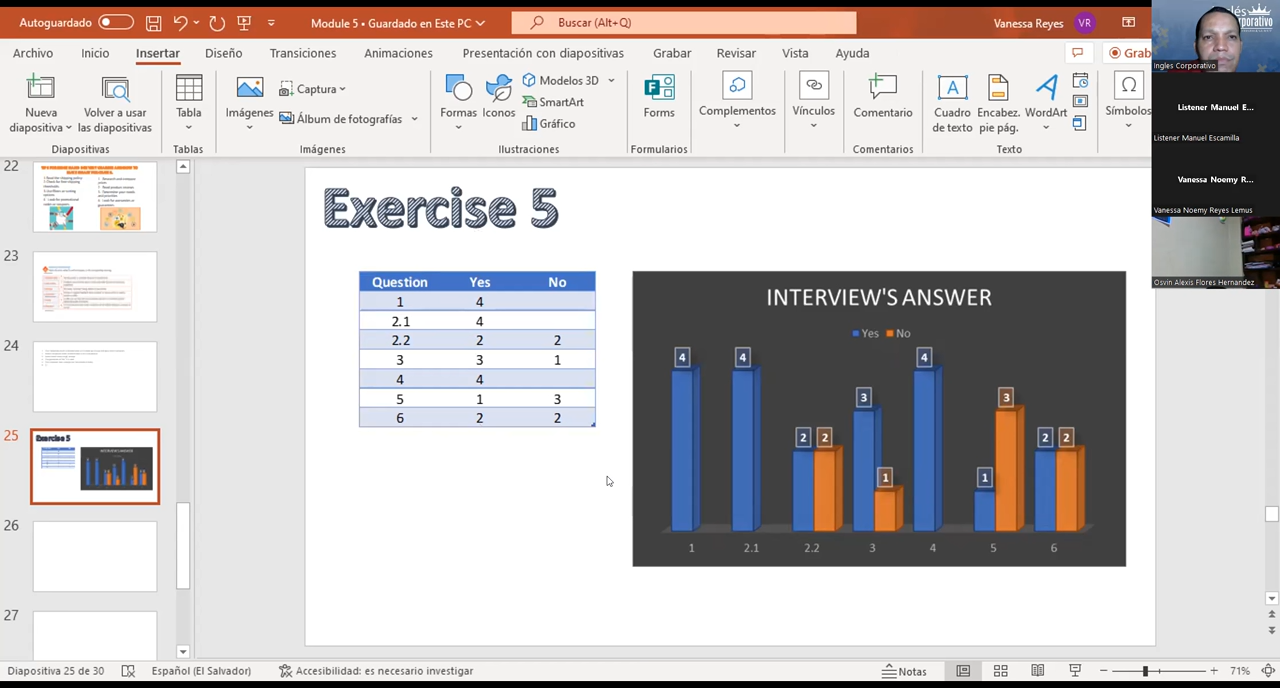 Autoguardado
Module 5 • Guardado en Este PC
Buscar (Alt+Q)
Vanessa Reyes
VR
Archivo
Inicio
Insertar
Diseño
Transiciones
Animaciones
Presentación con diapositivas
Grabar
Revisar
Vista
Ayuda
Grab
Nueva diapositiva
Volver a usar las diapositivas
Diapositivas
Tabla
Tablas
Imágenes
Captura
Álbum de fotografías
Imágenes
Formas
Iconos
Modelos 3D
SmartArt
Gráfico
Ilustraciones
Forms
Formularios
Complementos
Vínculos
Comentario
Comentarios
Cuadro de texto
Encabez. pie pág.
WordArt
Texto
Símbolos
Ingles Corporativo
Listener Manuel E...
Listener Manuel Escamilla
Vanessa Noemy R...
Vanessa Noemy Reyes Lemus
Osvin Alexis Flores Hernandez
22
23
24
25
26
27
Exercise 5
Question Yes No
1 4
2.1 4
2.2 2 2
3 3 1
4 4
5 1 3
6 2 2
INTERVIEW'S ANSWER
Yes No
4 4 2 2 3 1 4 1 3 2 2
1 2.1 2.2 3 4 5 6
Diapositiva 25 de 30
Español (El Salvador)
Accesibilidad: es necesario investigar
Notas
71%